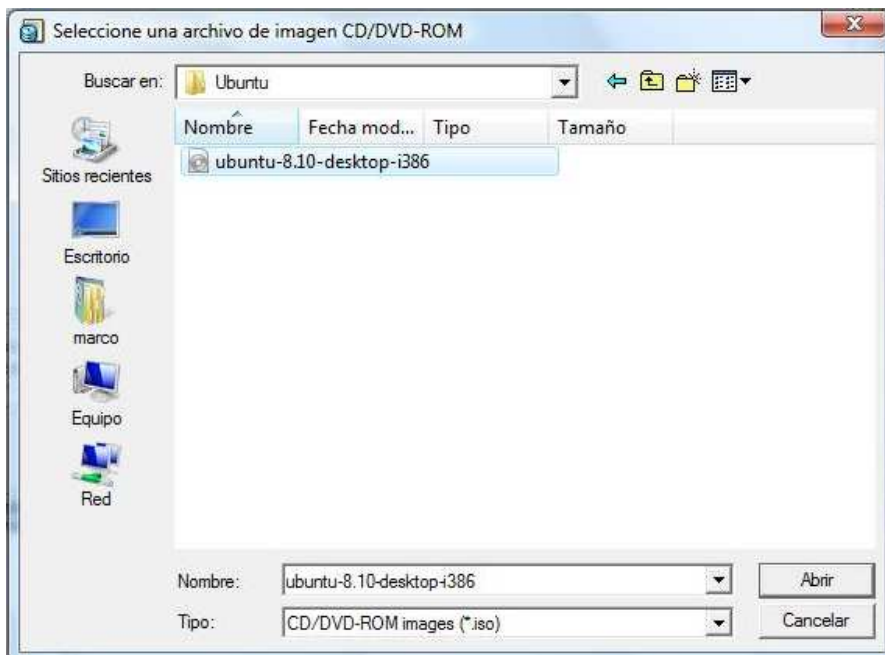 Seleccione una archivo de imagen CD/DVD-ROM
Buscar en: Ubuntu
Nombre Fecha mod... Tipo Tamaño
ubuntu-8.10-desktop-i386
Sitios recientes
Escritorio
marco
Equipo
Red
Nombre: ubuntu-8.10-desktop-i386 Abrir
Tipo: CD/DVD-ROM images (*.iso) Cancelar